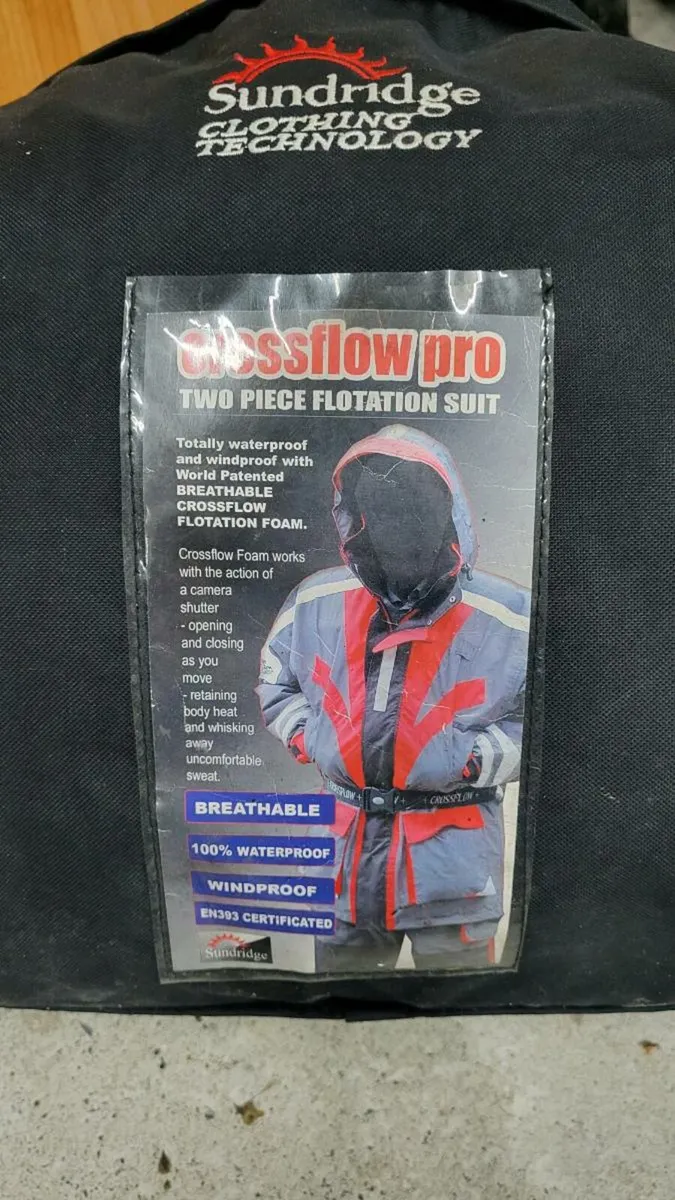 Sundridge
CLOTHING
TECHNOLOGY
crossflow pro
TWO PIECE FLOTATION SUIT
Totally waterproof
and windproof with
World Patented
BREATHABLE
CROSSFLOW
FLOTATION FOAM.
Crossflow Foam works
with the action of
a camera
shutter
- opening
and closing
as you
move
- retaining
body heat
and whisking
away
uncomfortable
sweat.
CROSSFLOW
BREATHABLE
100% WATERPROOF
WINDPROOF
EN393 CERTIFICATED
Sundridge